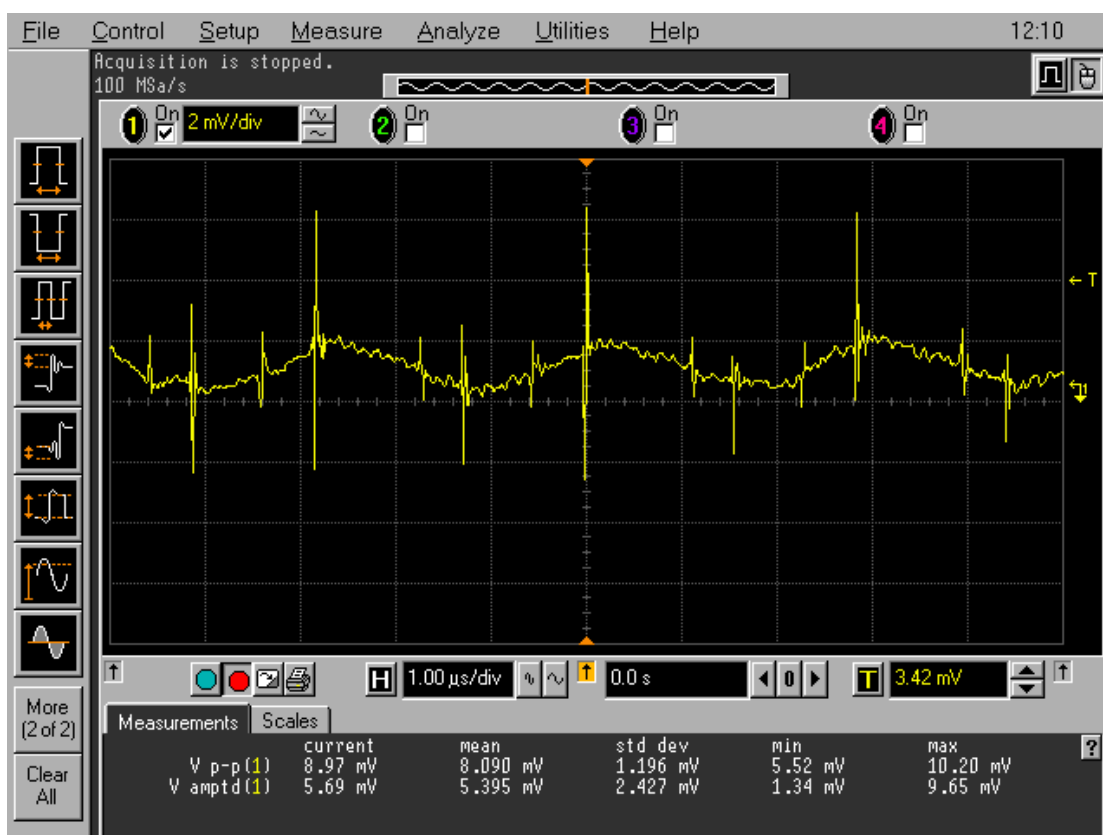 File Control Setup Measure Analyze Utilities Help 12:10
Acquisition is stopped.
100 MSa/s
1 On 2 mV/div 2 On 3 On 4 On
T
1
H 1.00 µs/div 0.0 s 0 T 3.42 mV
More
(2 of 2)
Clear
All
Measurements Scales
current mean std dev min max ?
V p-p(1) 8.97 mV 8.090 mV 1.196 mV 5.52 mV 10.20 mV
V amptd(1) 5.69 mV 5.395 mV 2.427 mV 1.34 mV 9.65 mV